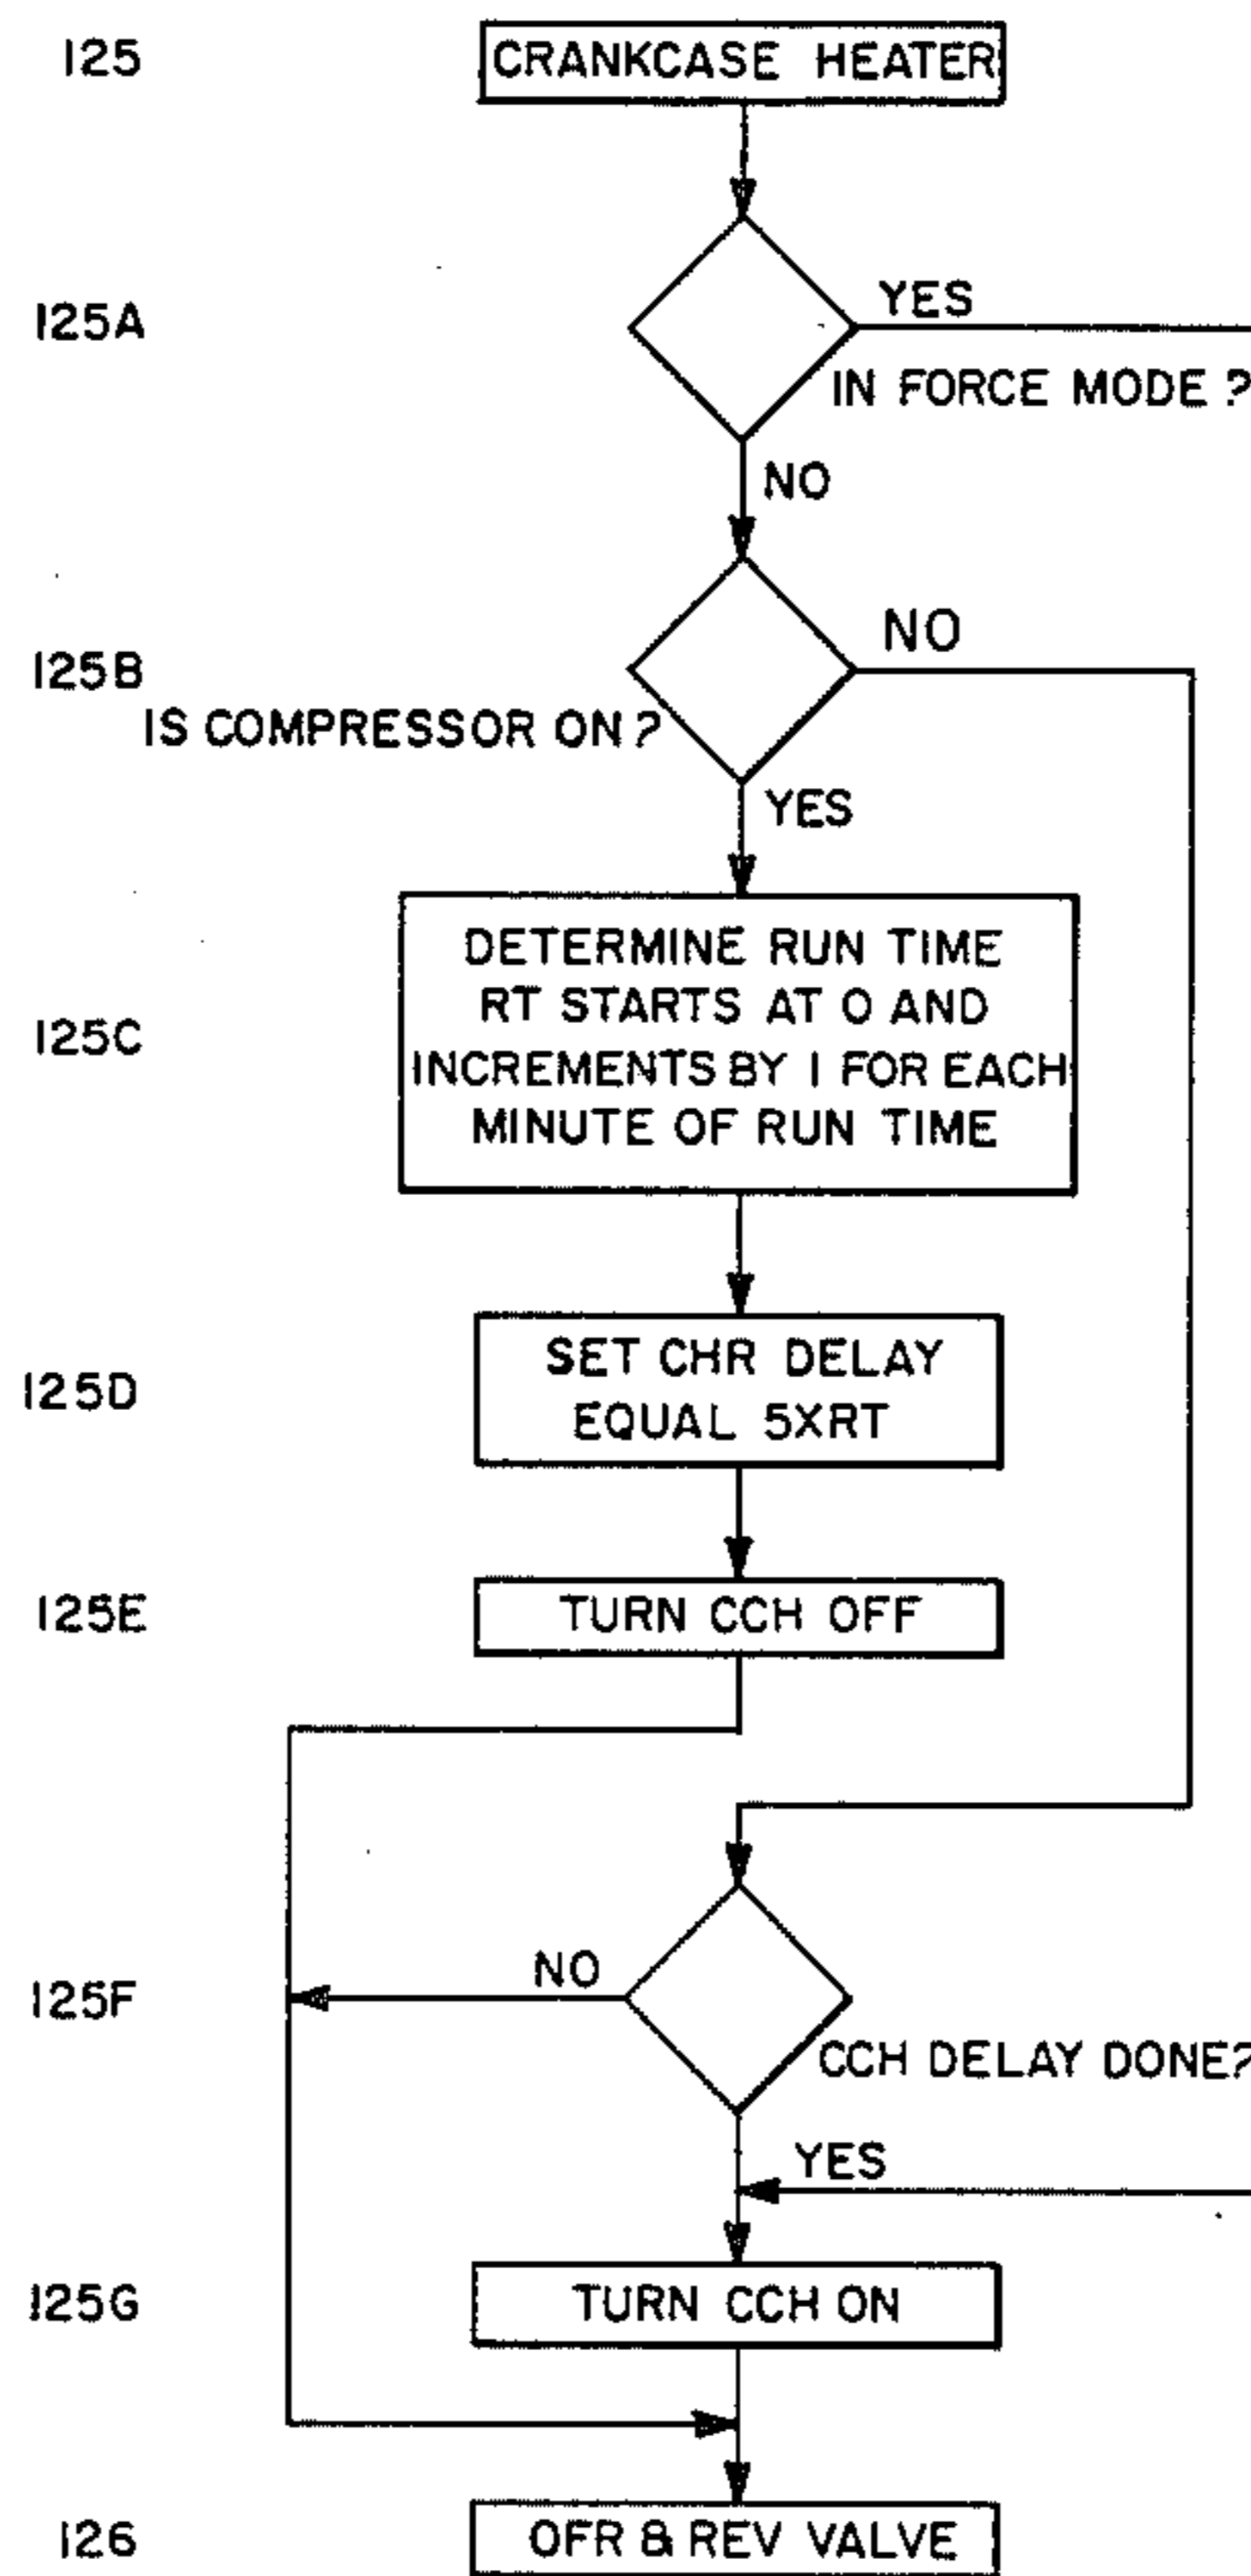 125
CRANKCASE HEATER
125A
YES
IN FORCE MODE ?
NO
125B
NO
IS COMPRESSOR ON ?
YES
125C
DETERMINE RUN TIME
RT STARTS AT 0 AND
INCREMENTS BY 1 FOR EACH
MINUTE OF RUN TIME
125D
SET CHR DELAY
EQUAL 5XRT
125E
TURN CCH OFF
125F
NO
CCH DELAY DONE?
YES
125G
TURN CCH ON
126
OFR & REV VALVE